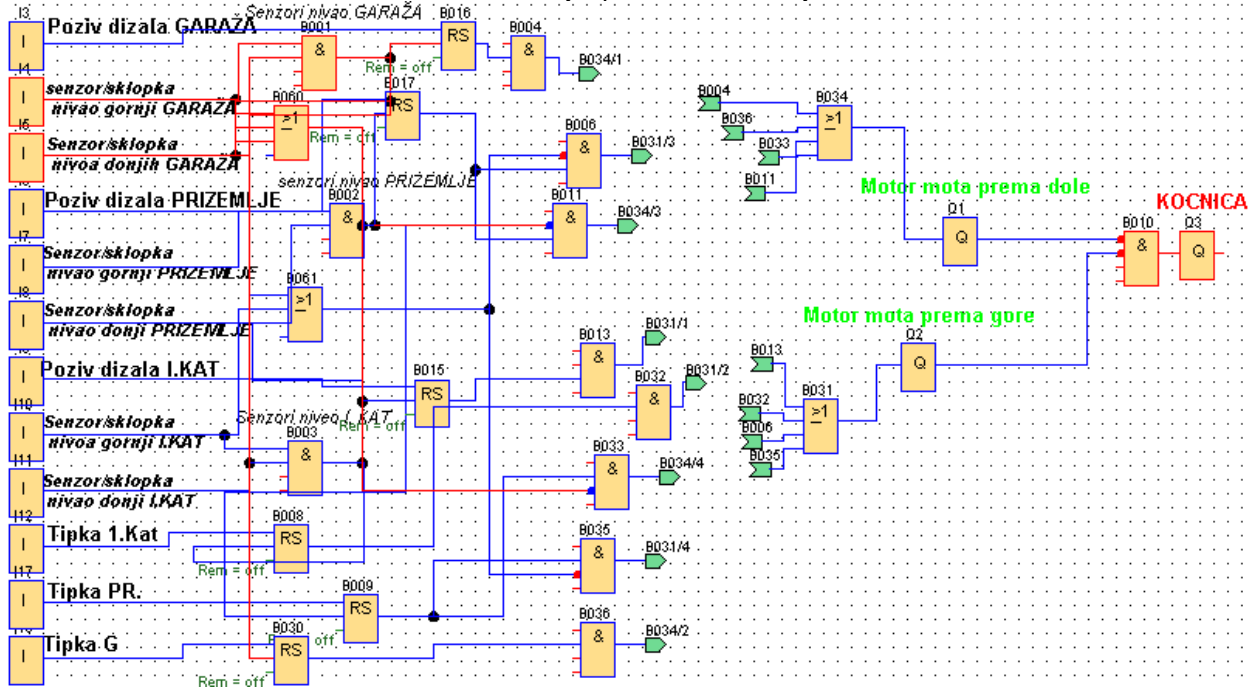 I3
Senzori nivao GARAŽA
Poziv dizala GARAŽA
B001
B016
B004
I
&
RS
&
Rem = off
B034/1
I4
senzor/sklopka
nivao gornji GARAŽA
I
B060
>1
B017
RS
Rem = off
B004
B036
B033
B011
B034
>1
Senzor/sklopka
nivoa donjih GARAŽA
I
B006
&
B031/3
senzori nivao PRIZEMLJE
Poziv dizala PRIZEMLJE
I
B002
&
B011
&
B034/3
Motor mota prema dole
Q1
Q
KOCNICA
B010
&
Q3
Q
I7
Senzor/sklopka
nivao gornji PRIZEMLJE
I
I8
B061
>1
Senzor/sklopka
nivao donji PRIZEMLJE
I
Motor mota prema gore
Q2
Q
B013
&
B031/1
B013
B032
B006
B035
B031
>1
Poziv dizala I.KAT
I
B015
RS
Rem = off
B032
&
B031/2
I10
Senzor/sklopka
nivoa gornji I.KAT
I
Senzori niveo I. KAT
B003
&
I11
Senzor/sklopka
nivao donji I.KAT
I
B033
&
B034/4
I12
Tipka 1.Kat
I
B008
RS
Rem = off
B035
&
B031/4
I17
Tipka PR.
I
B009
RS
off
B036
&
B034/2
Tipka G
I
B030
RS
Rem = off